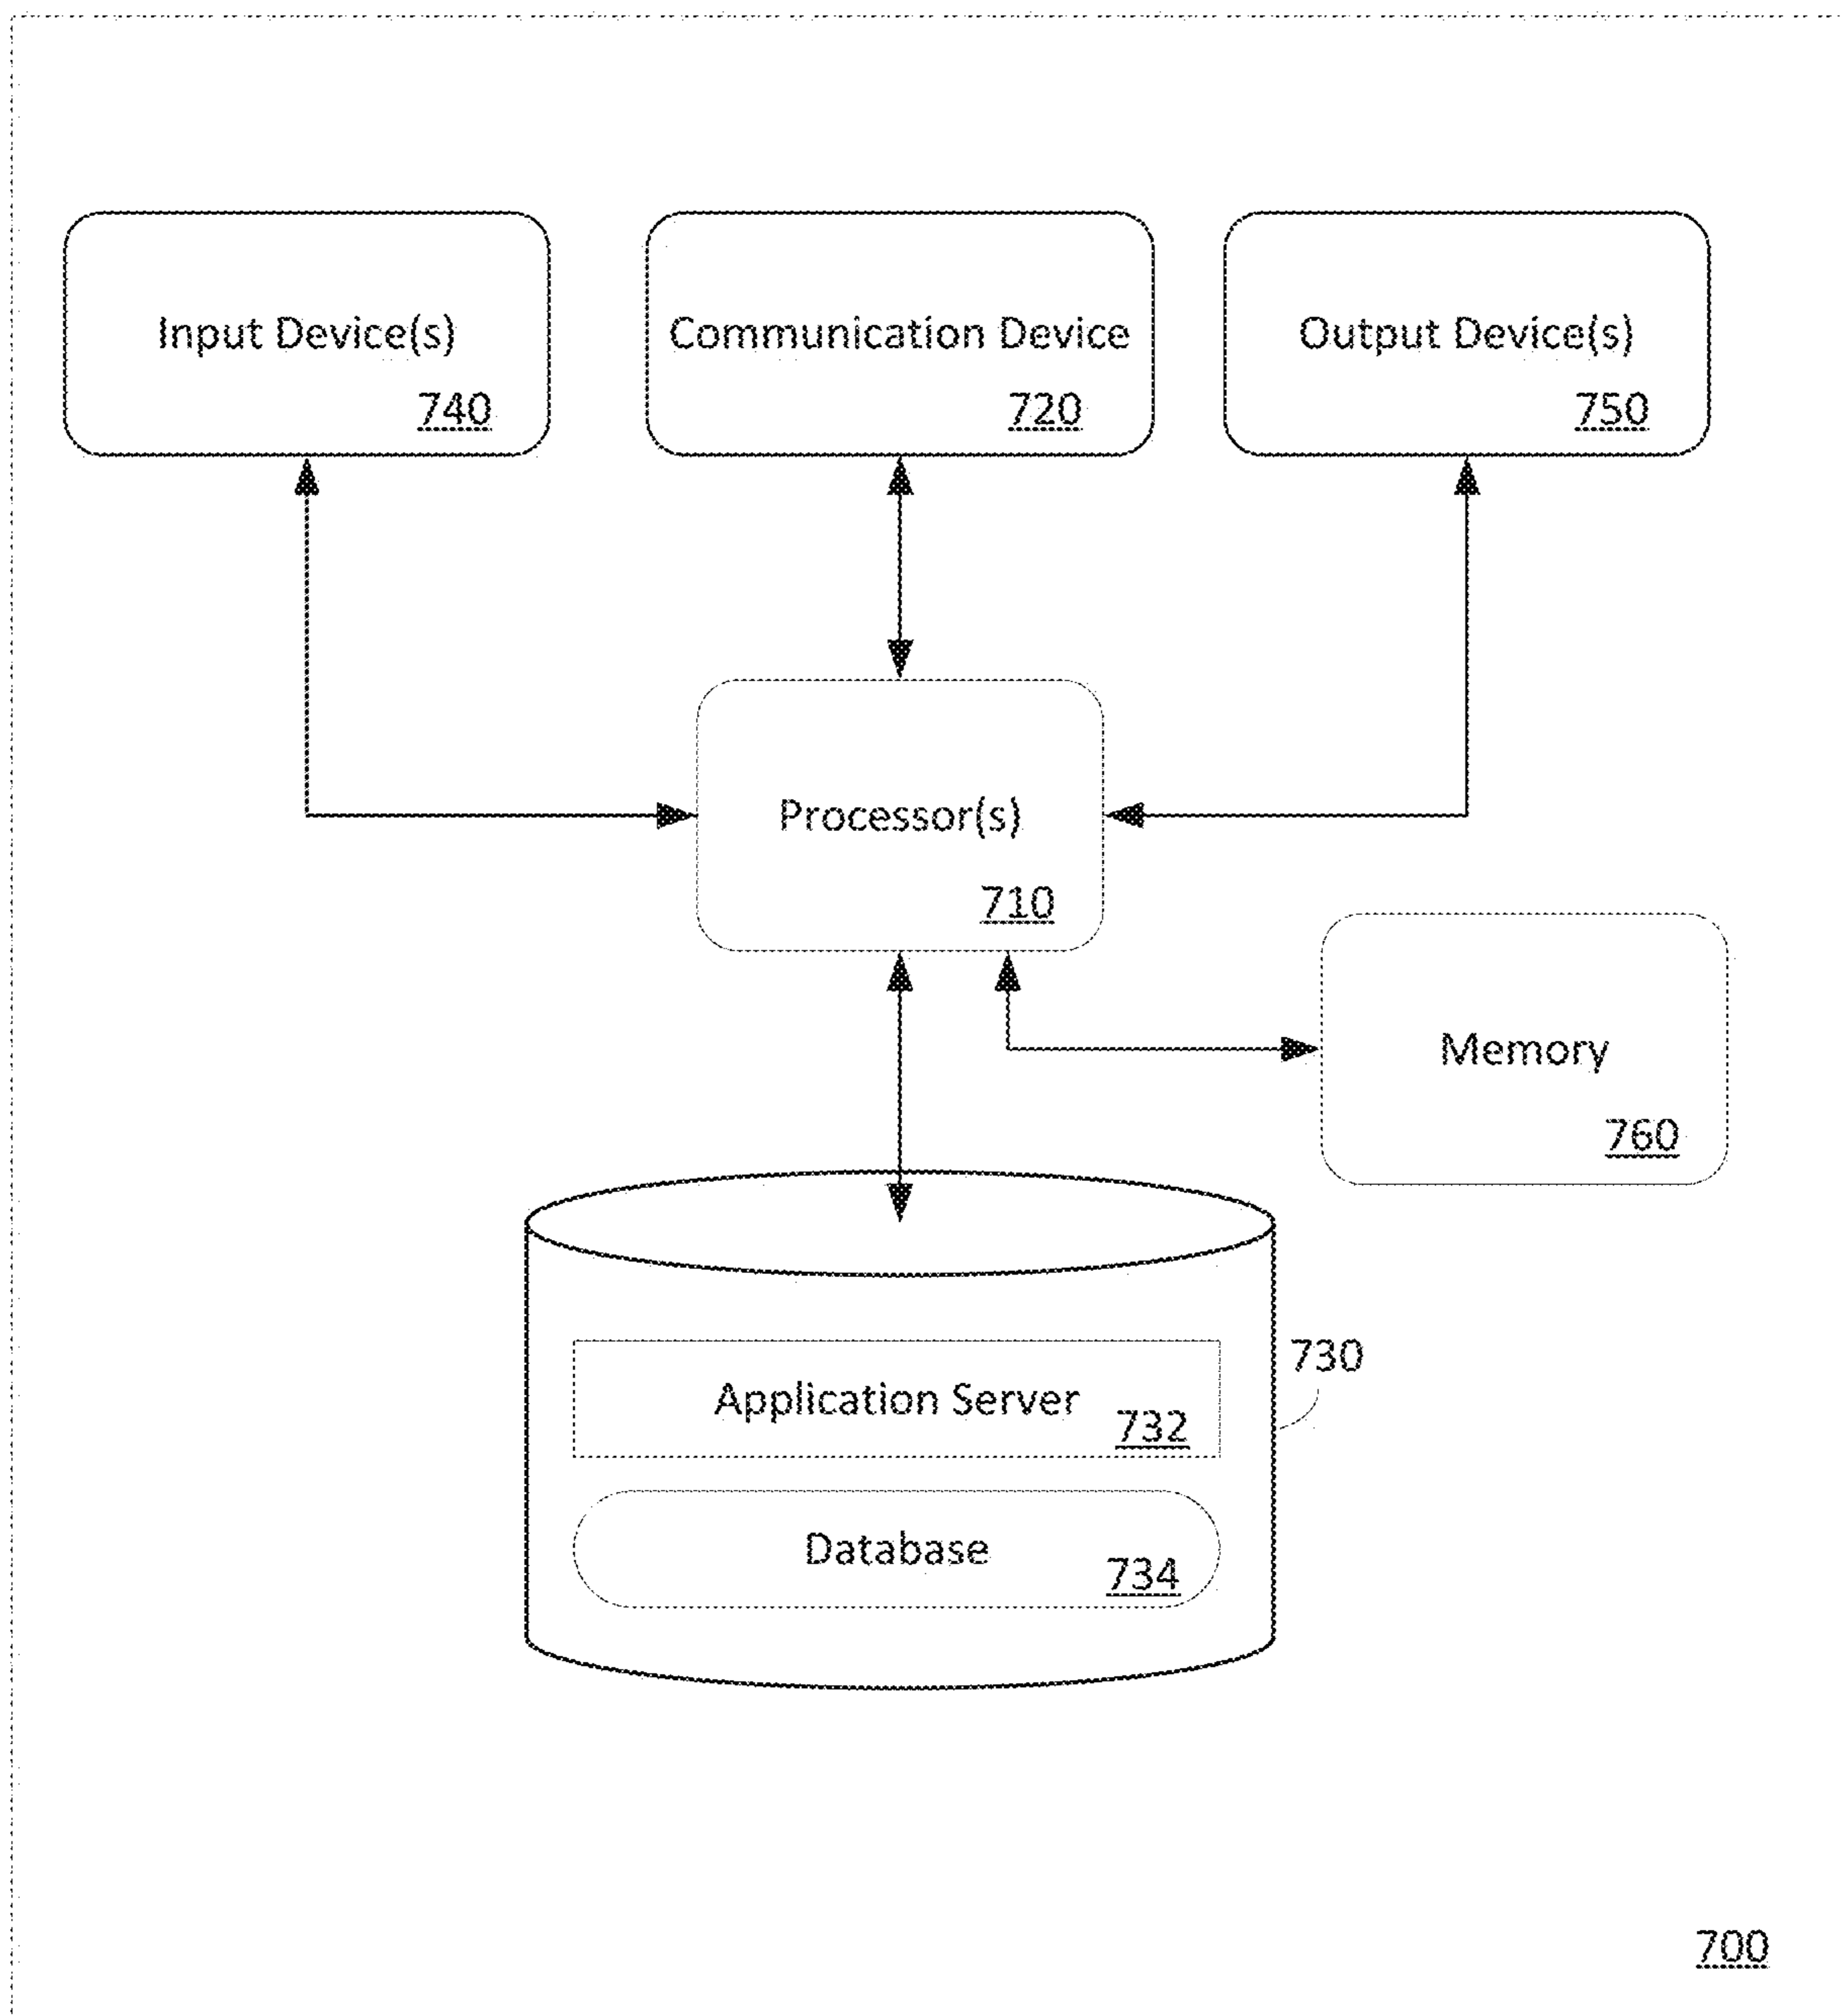 Input Device(s)
740
Communication Device
720
Output Device(s)
750
Processor(s)
710
Memory
760
730
Application Server
732
Database
734
700